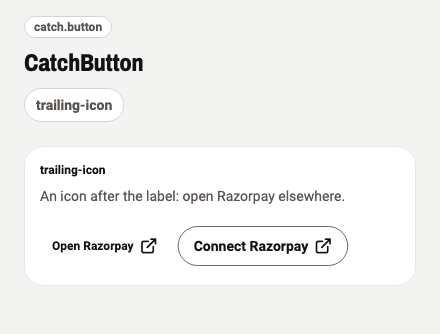 catch.button
CatchButton
trailing-icon
trailing-icon
An icon after the label: open Razorpay elsewhere.
Open Razorpay
Connect Razorpay